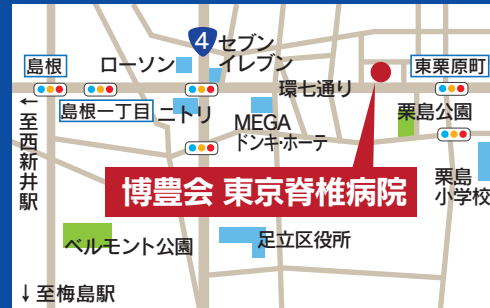 4
セブン
イレブン
ローソン
島根
東栗原町
環七通り
島根一丁目
ニトリ
MEGA
ドンキ・ホーテ
栗島公園
←至西新井駅
栗島
小学校
博豊会 東京脊椎病院
ベルモント公園
足立区役所
↓至梅島駅